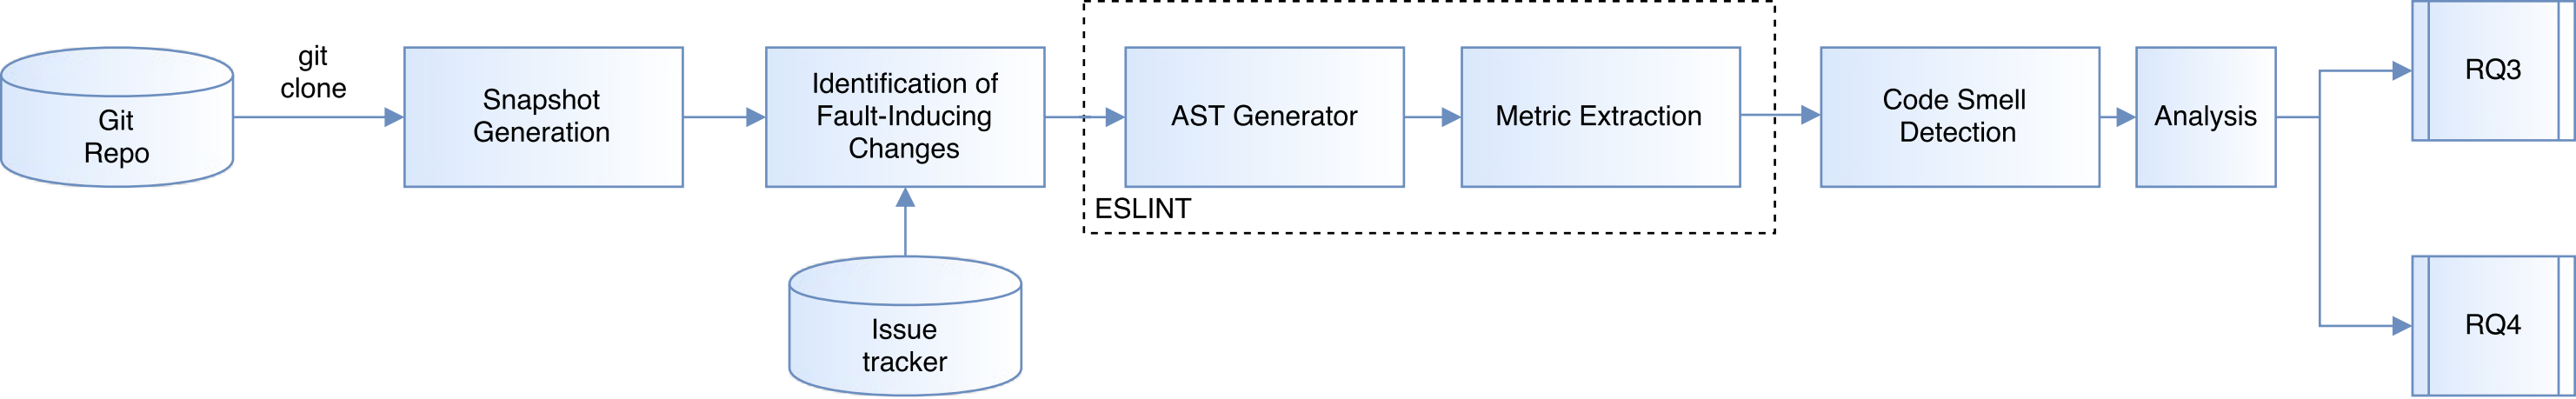 Git
Repo
git
clone
Snapshot
Generation
Identification of
Fault-Inducing
Changes
Issue
tracker
AST Generator
Metric Extraction
ESLINT
Code Smell
Detection
Analysis
RQ3
RQ4